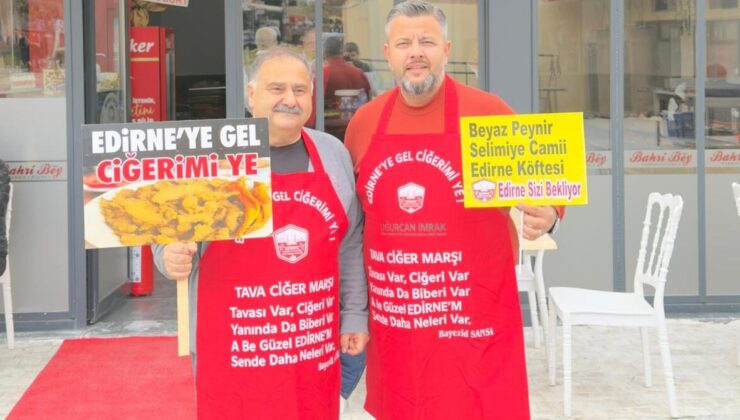 EDİRNE'YE GEL
CİĞERİMİ YE
Beyaz Peynir
Selimiye Camii
Edirne Köftesi
Edirne Sizi Bekliyor
Bahri Bey
Bahri Bey
Bahri Bey
EDİRNE'YE GEL CİĞERİMİ YE
UĞURCAN IMRAK
TAVA CİĞER MARŞI
Tavası Var, Ciğeri Var
Yanında Da Biberi Var
A Be Güzel EDİRNE'M
Sende Daha Neleri Var,
Bayezid SANSI
TAVA CİĞER MARŞI
Tavası Var, Ciğeri Var
Yanında Da Biberi Var
A Be Güzel EDİRNE'M
Sende Daha Neleri Var,